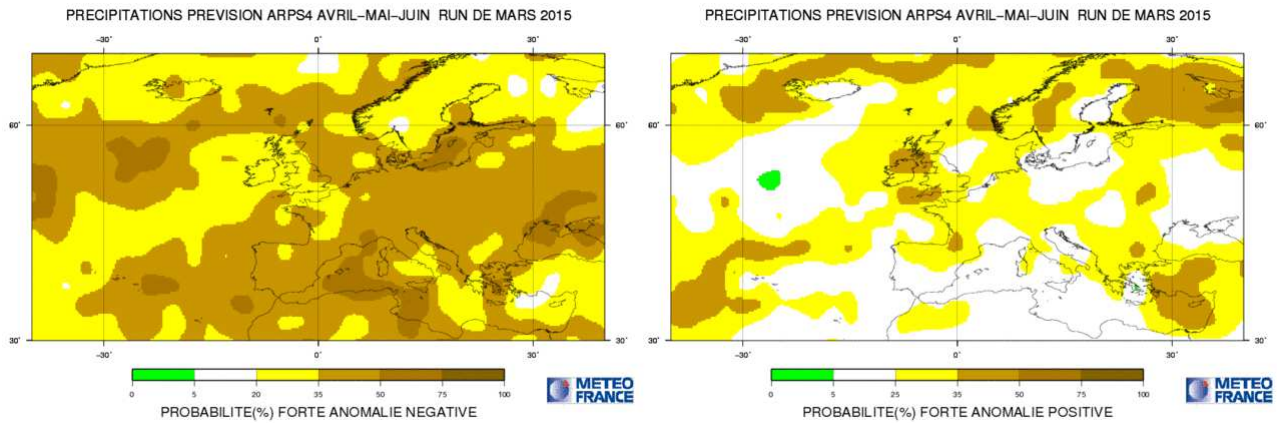 PRECIPITATIONS PREVISION ARPS4 AVRIL−MAI−JUIN RUN DE MARS 2015
−30˚ 0˚ 30˚
60˚ 60˚
30˚ 30˚
−30˚ 0˚ 30˚
0 5 20 35 50 75 100
PROBABILITE(%) FORTE ANOMALIE NEGATIVE
METEO
FRANCE
PRECIPITATIONS PREVISION ARPS4 AVRIL−MAI−JUIN RUN DE MARS 2015
−30˚ 0˚ 30˚
60˚ 60˚
30˚ 30˚
−30˚ 0˚ 30˚
0 5 25 35 50 75 100
PROBABILITE(%) FORTE ANOMALIE POSITIVE
METEO
FRANCE